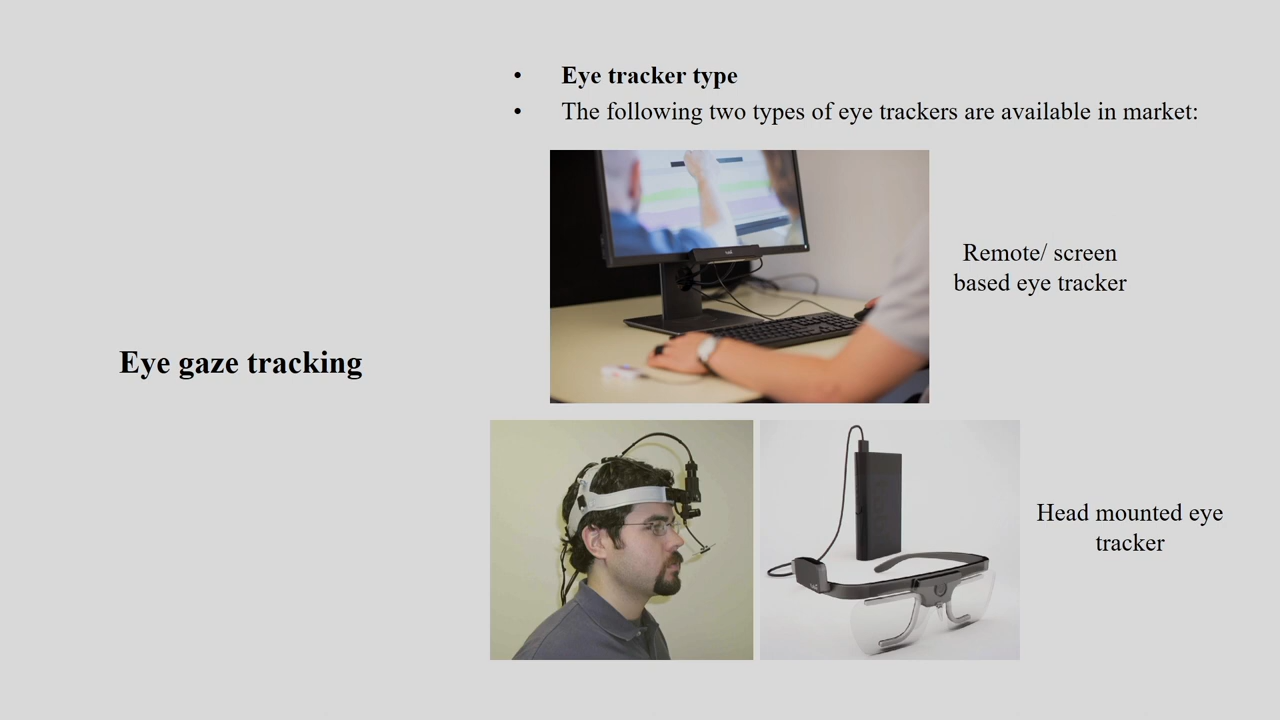 • Eye tracker type
• The following two types of eye trackers are available in market:
Remote/ screen
based eye tracker
Eye gaze tracking
Head mounted eye
tracker